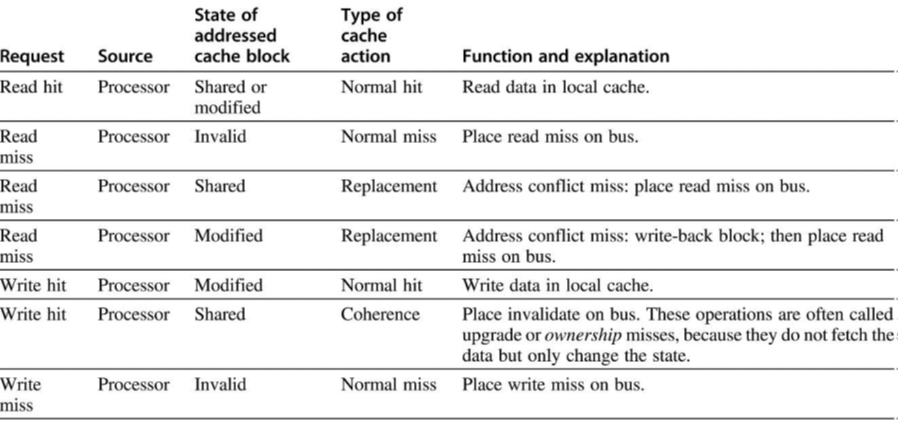 Request Source State of addressed cache block Type of cache action Function and explanation
Read hit Processor Shared or modified Normal hit Read data in local cache.
Read miss Processor Invalid Normal miss Place read miss on bus.
Read miss Processor Shared Replacement Address conflict miss: place read miss on bus.
Read miss Processor Modified Replacement Address conflict miss: write-back block; then place read miss on bus.
Write hit Processor Modified Normal hit Write data in local cache.
Write hit Processor Shared Coherence Place invalidate on bus. These operations are often called upgrade or ownership misses, because they do not fetch the data but only change the state.
Write miss Processor Invalid Normal miss Place write miss on bus.